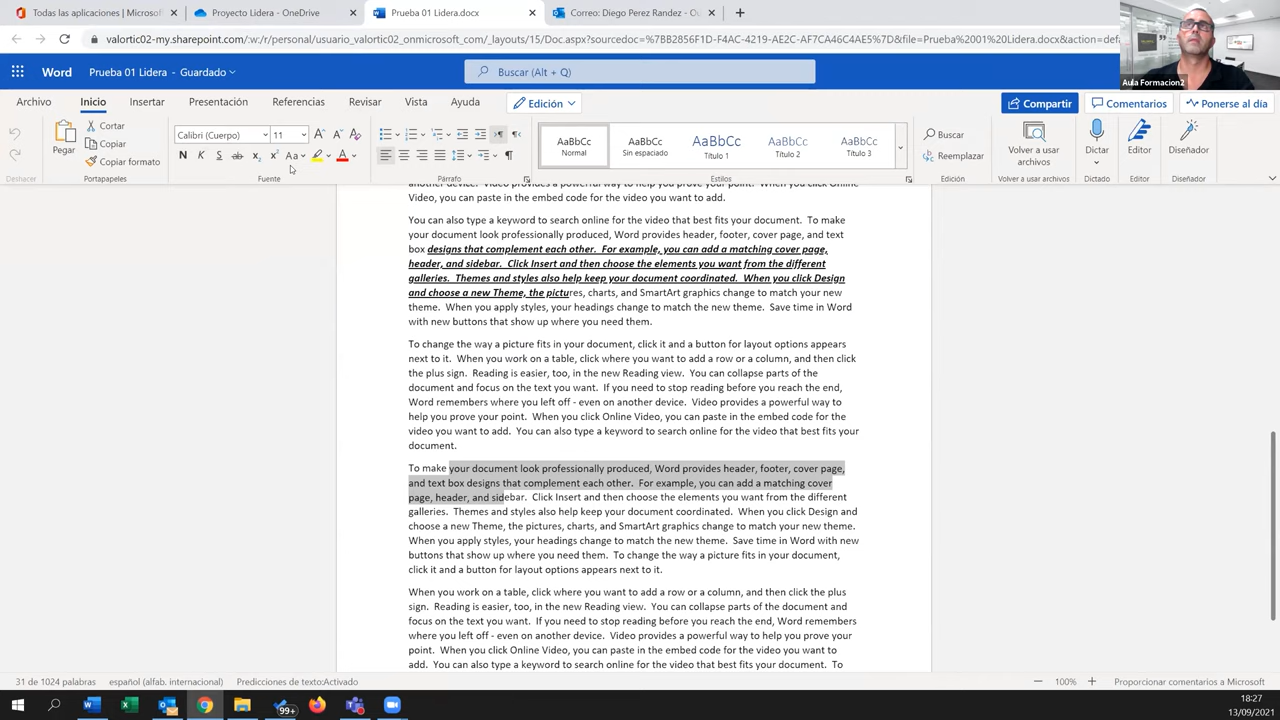 Todas las aplicaciones | Microsoft
Proyecto Lidera - OneDrive
Prueba 01 Lidera.docx
Correo: Diego Perez Randez - Ou
valortic02-my.sharepoint.com/:w:/r/personal/usuario_valortic02_onmicrosoft_com/_layouts/15/Doc.aspx?sourcedoc=%7BB2856F1D-F4AC-4219-AE2C-AF7CA46C4AE5%7D&file=Prueba%2001%20Lidera.docx&action=defa
Word
Prueba 01 Lidera - Guardado
Buscar (Alt + Q)
Aula Formacion2
Archivo
Inicio
Insertar
Presentación
Referencias
Revisar
Vista
Ayuda
Edición
Compartir
Comentarios
Ponerse al día
Pegar
Cortar
Copiar
Copiar formato
Calibri (Cuerpo)
11
N K S ab x₂ x² Aa A
AaBbCc
Normal
AaBbCc
Sin espaciado
AaBbCc
Título 1
AaBbCc
Título 2
AaBbCc
Título 3
Buscar
Reemplazar
Volver a usar archivos
Dictar
Editor
Diseñador
Deshacer
Portapapeles
Fuente
Párrafo
Estilos
Edición
Volver a usar archivos
Dictado
Editor
Diseñador
another device.  Video provides a powerful way to help you prove your point.  When you click Online
Video, you can paste in the embed code for the video you want to add.
You can also type a keyword to search online for the video that best fits your document.  To make
your document look professionally produced, Word provides header, footer, cover page, and text
box designs that complement each other.  For example, you can add a matching cover page,
header, and sidebar.  Click Insert and then choose the elements you want from the different
galleries.  Themes and styles also help keep your document coordinated.  When you click Design
and choose a new Theme, the pictures, charts, and SmartArt graphics change to match your new
theme.  When you apply styles, your headings change to match the new theme.  Save time in Word
with new buttons that show up where you need them.
To change the way a picture fits in your document, click it and a button for layout options appears
next to it.  When you work on a table, click where you want to add a row or a column, and then click
the plus sign.  Reading is easier, too, in the new Reading view.  You can collapse parts of the
document and focus on the text you want.  If you need to stop reading before you reach the end,
Word remembers where you left off - even on another device.  Video provides a powerful way to
help you prove your point.  When you click Online Video, you can paste in the embed code for the
video you want to add.  You can also type a keyword to search online for the video that best fits your
document.
To make your document look professionally produced, Word provides header, footer, cover page,
and text box designs that complement each other.  For example, you can add a matching cover
page, header, and sidebar.  Click Insert and then choose the elements you want from the different
galleries.  Themes and styles also help keep your document coordinated.  When you click Design and
choose a new Theme, the pictures, charts, and SmartArt graphics change to match your new theme.
When you apply styles, your headings change to match the new theme.  Save time in Word with new
buttons that show up where you need them.  To change the way a picture fits in your document,
click it and a button for layout options appears next to it.
When you work on a table, click where you want to add a row or a column, and then click the plus
sign.  Reading is easier, too, in the new Reading view.  You can collapse parts of the document and
focus on the text you want.  If you need to stop reading before you reach the end, Word remembers
where you left off - even on another device.  Video provides a powerful way to help you prove your
point.  When you click Online Video, you can paste in the embed code for the video you want to
add.  You can also type a keyword to search online for the video that best fits your document.  To
31 de 1024 palabras
español (alfab. internacional)
Predicciones de texto:Activado
100%
Proporcionar comentarios a Microsoft
99+
18:27
13/09/2021